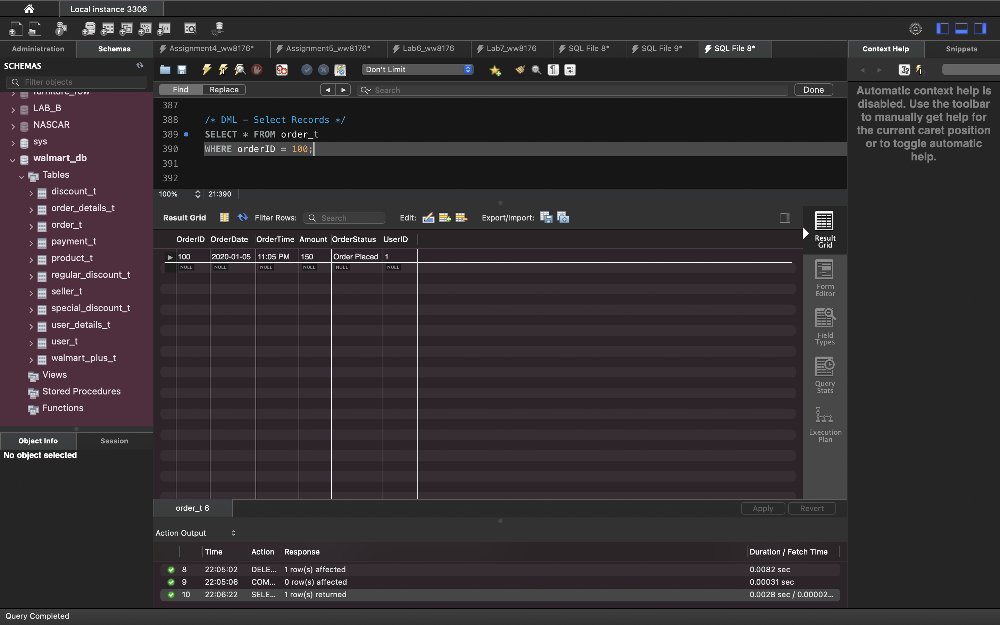 Local instance 3306
Administration
Schemas
Assignment4_ww8176*
Assignment5_ww8176*
Lab6_ww8176
Lab7_ww8176
SQL File 8*
SQL File 9*
SQL File 8*
Context Help
Snippets
SCHEMAS
Filter objects
furniture_row
LAB_B
NASCAR
sys
walmart_db
Tables
discount_t
order_details_t
order_t
payment_t
product_t
regular_discount_t
seller_t
special_discount_t
user_details_t
user_t
walmart_plus_t
Views
Stored Procedures
Functions
Object Info
Session
No object selected
Don't Limit
Find
Replace
Search
Done
387
388 /* DML - Select Records */
389 SELECT * FROM order_t
390 WHERE orderID = 100;
391
392
100%
21:390
Result Grid
Filter Rows:
Search
Edit:
Export/Import:
OrderID OrderDate OrderTime Amount OrderStatus UserID
100 2020-01-05 11:05 PM 150 Order Placed 1
NULL NULL NULL NULL NULL NULL
Result
Grid
Form
Editor
Field
Types
Query
Stats
Execution
Plan
order_t 6
Apply
Revert
Action Output
Time Action Response Duration / Fetch Time
8 22:05:02 DELE... 1 row(s) affected 0.0082 sec
9 22:05:06 COM... 0 row(s) affected 0.00031 sec
10 22:06:22 SELE... 1 row(s) returned 0.0028 sec / 0.00002...
Automatic context help is
disabled. Use the toolbar
to manually get help for
the current caret position
or to toggle automatic
help.
Query Completed